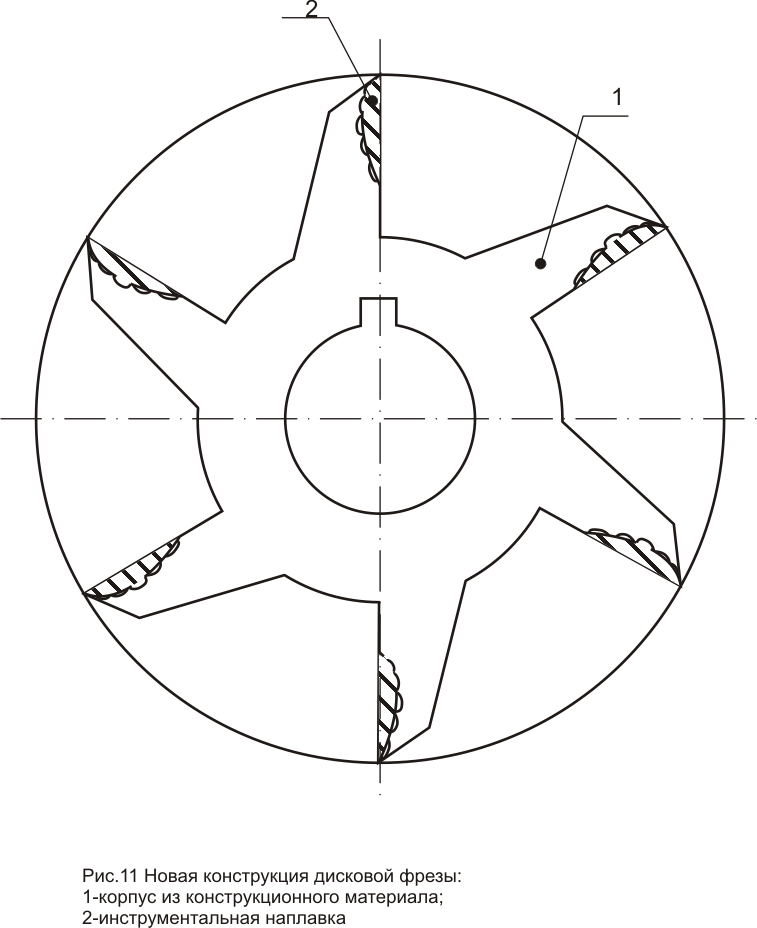 2
1
Рис.11 Новая конструкция дисковой фрезы:
1-корпус из конструкционного материала;
2-инструментальная наплавка